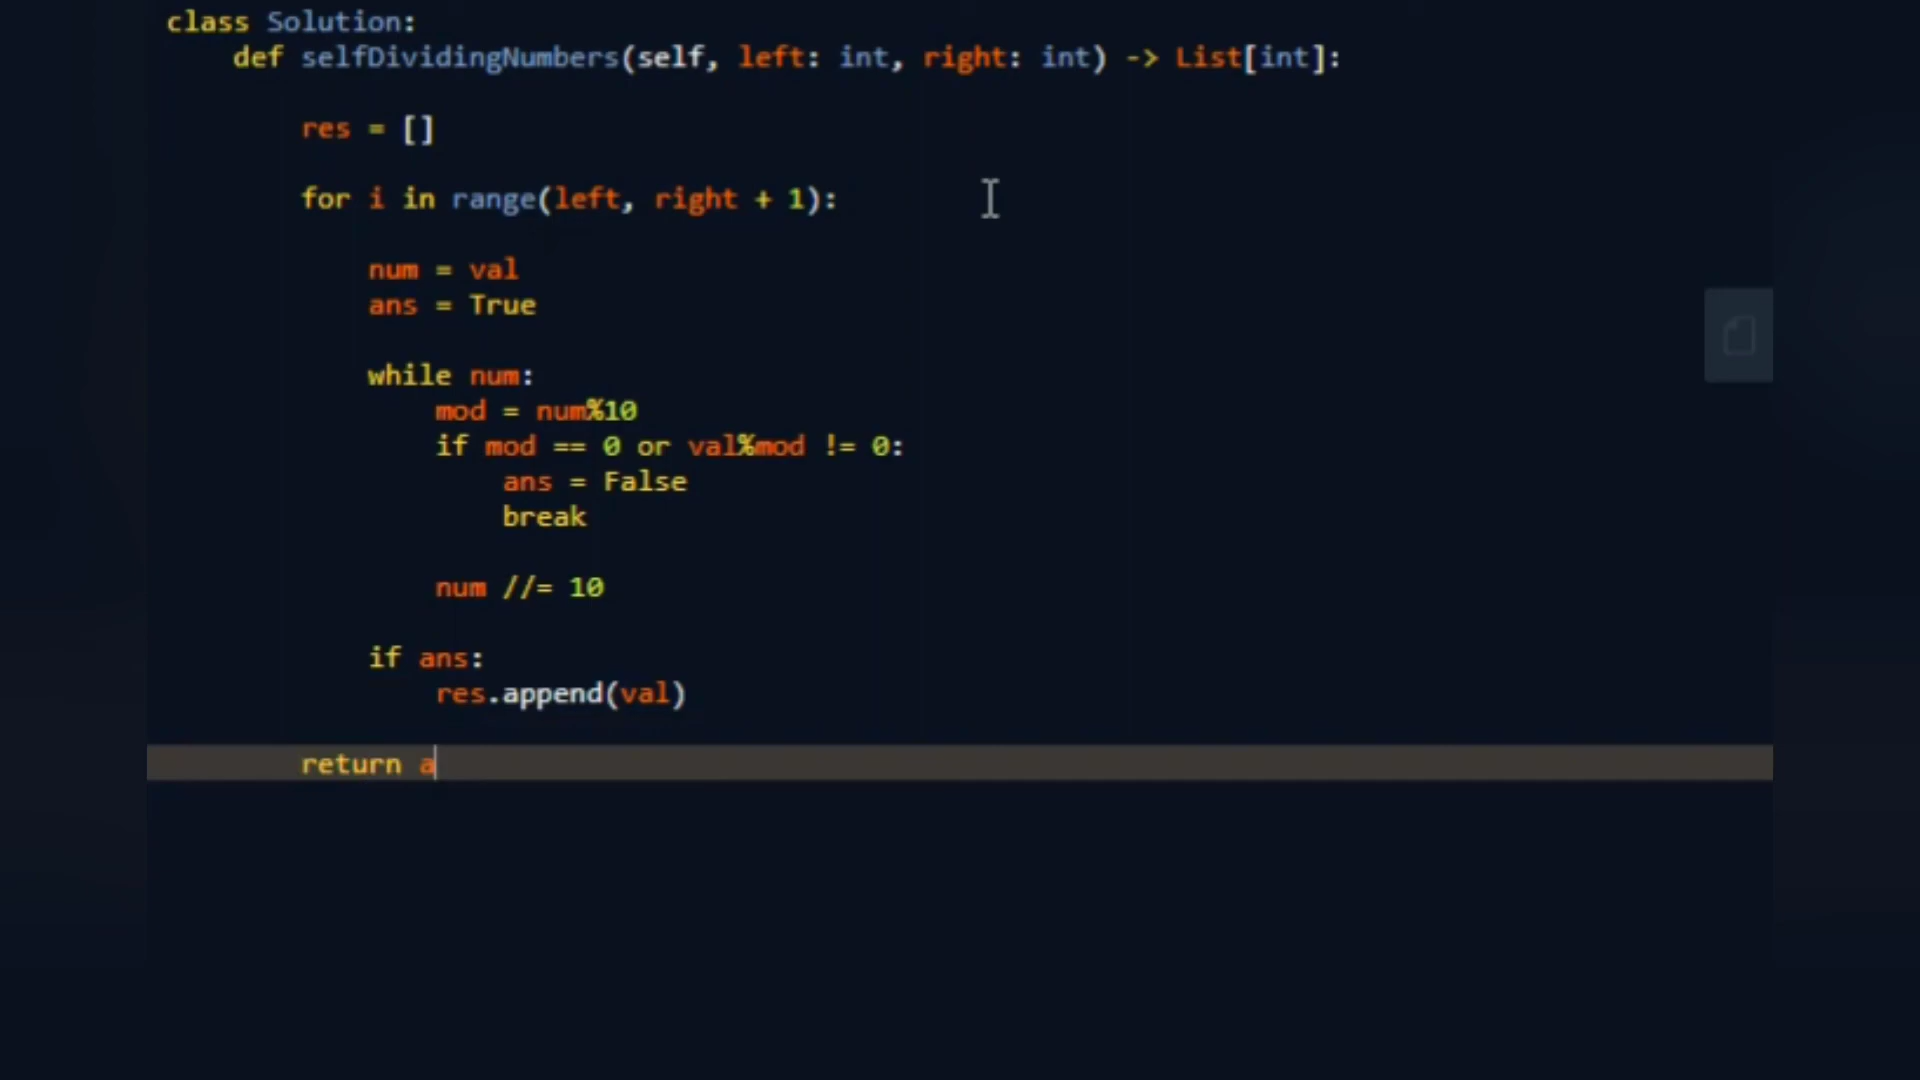 class Solution:
    def selfDividingNumbers(self, left: int, right: int) -> List[int]:
        res = []
        for i in range(left, right + 1):
            num = val
            ans = True
            while num:
                mod = num%10
                if mod == 0 or val%mod != 0:
                    ans = False
                    break
                num //= 10
            if ans:
                res.append(val)
        return a